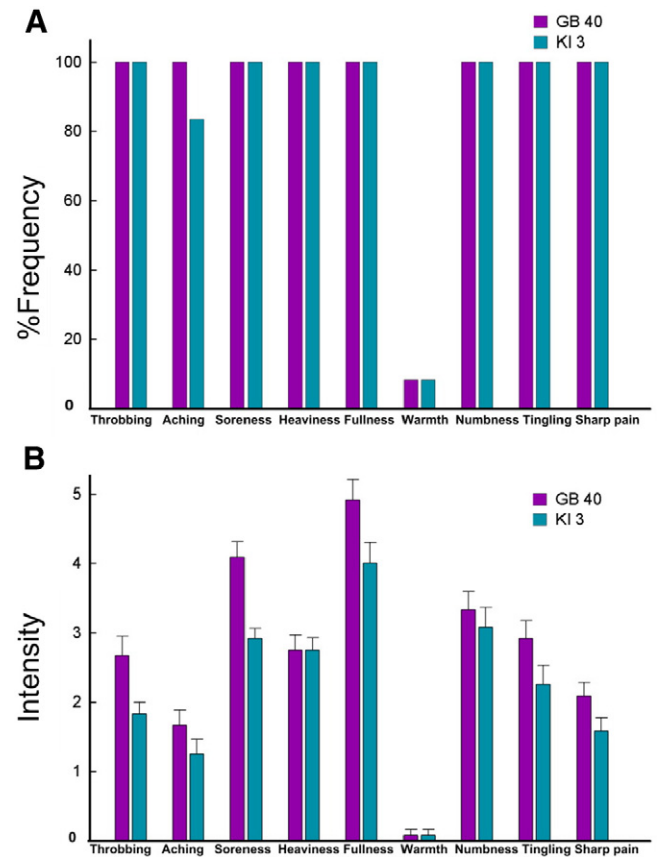 A
GB 40
KI 3
100
80
60
40
20
0
%Frequency
Throbbing Aching Soreness Heaviness Fullness Warmth Numbness Tingling Sharp pain
B
GB 40
KI 3
5
4
3
2
1
0
Intensity
Throbbing Aching Soreness Heaviness Fullness Warmth Numbness Tingling Sharp pain